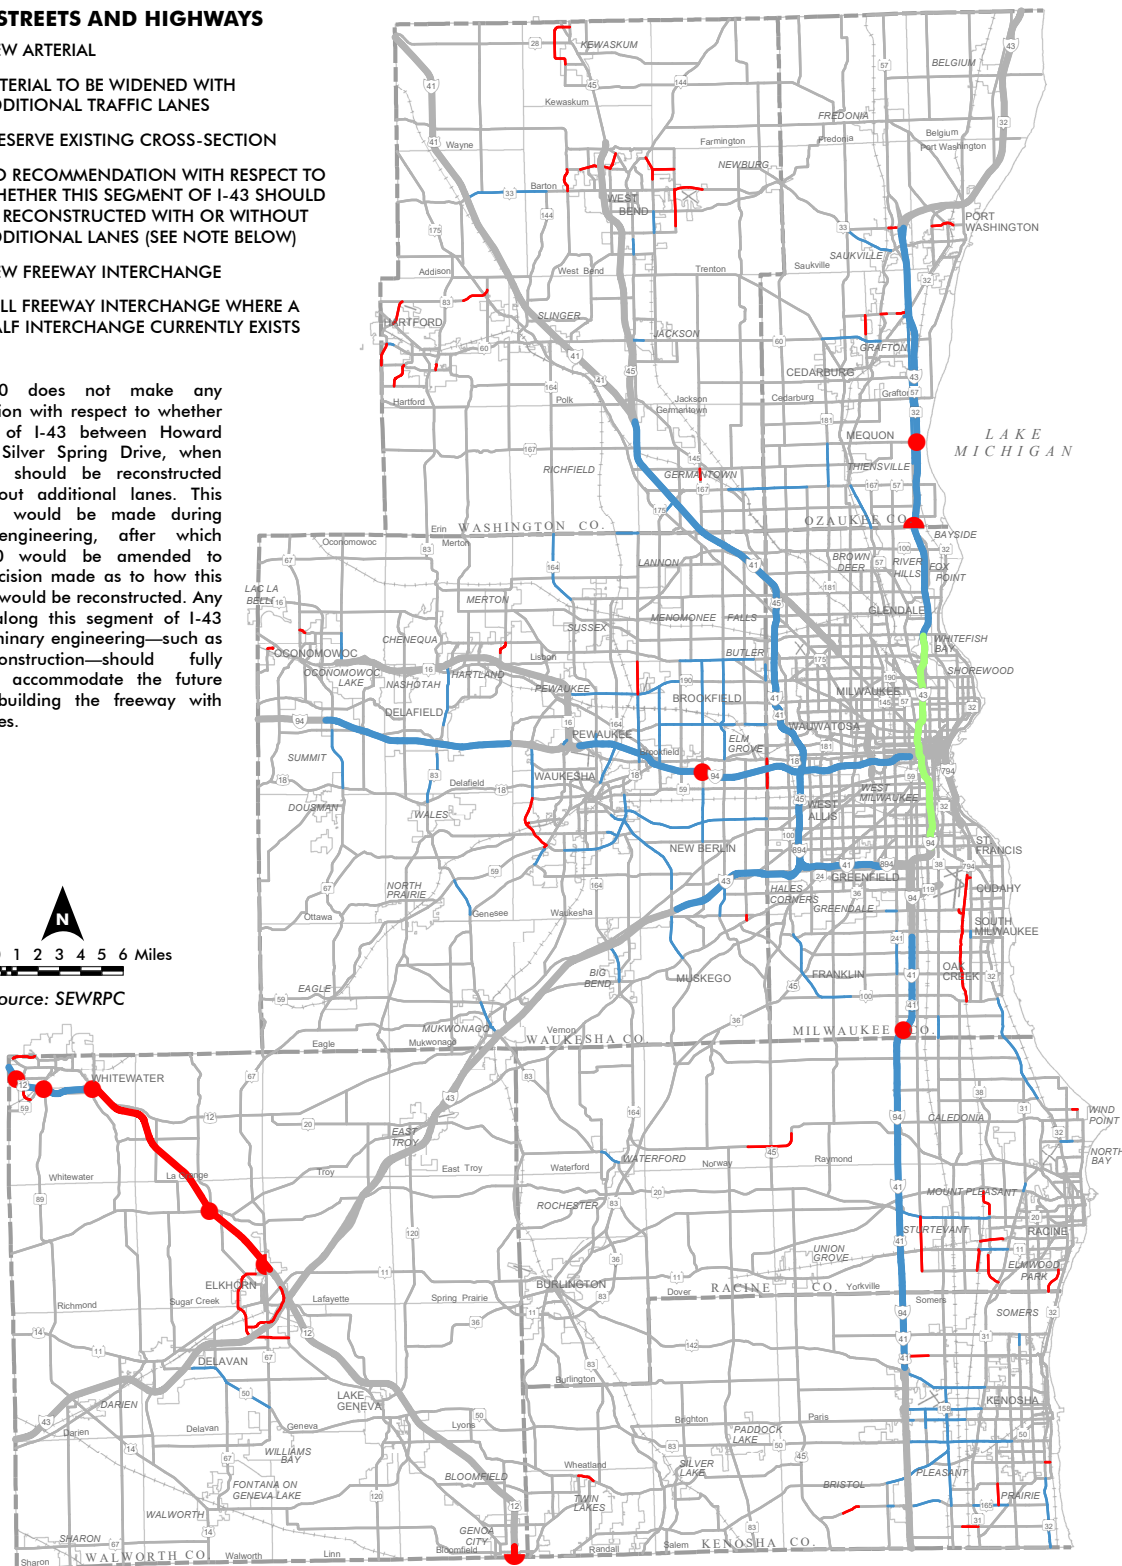 STREETS AND HIGHWAYS
EW ARTERIAL
TERIAL TO BE WIDENED WITH
DDITIONAL TRAFFIC LANES
ESERVE EXISTING CROSS-SECTION
O RECOMMENDATION WITH RESPECT TO
HETHER THIS SEGMENT OF I-43 SHOULD
RECONSTRUCTED WITH OR WITHOUT
DDITIONAL LANES (SEE NOTE BELOW)
EW FREEWAY INTERCHANGE
LL FREEWAY INTERCHANGE WHERE A
ALF INTERCHANGE CURRENTLY EXISTS
0 does not make any
ion with respect to whether
of I-43 between Howard
Silver Spring Drive, when
should be reconstructed
out additional lanes. This
would be made during
engineering, after which
0 would be amended to
cision made as to how this
would be reconstructed. Any
along this segment of I-43
minary engineering—such as
onstruction—should fully
accommodate the future
building the freeway with
es.
N
1 2 3 4 5 6 Miles
ource: SEWRPC
KEWASKUM
Kewaskum
Wayne
BELGIUM
FREDONIA
Fredonia
Belgium
Port Washington
Farmington
NEWBURG
Barton
WEST
BEND
PORT
WASHINGTON
SAUKVILLE
Saukville
Addison
West Bend
Trenton
HARTFORD
SLINGER
JACKSON
GRAFTON
CEDARBURG
Grafton
Hartford
Polk
Jackson
Germantown
Cedarburg
MEQUON
LAKE
MICHIGAN
THIENSVILLE
RICHFIELD
GERMANTOWN
Erin
WASHINGTON CO.
OZAUKEE CO.
BAYSIDE
Oconomowoc
Merton
LANNON
BROWN
DEER
RIVER
HILLS
FOX
POINT
LAC LA
BELLE
MERTON
MENOMONEE FALLS
GLENDALE
SUSSEX
CHENEQUA
WHITEFISH
BAY
OCONOMOWOC
Lisbon
BUTLER
SHOREWOOD
OCONOMOWOC
LAKE
NASHOTAH
HARTLAND
PEWAUKEE
BROOKFIELD
MILWAUKEE
DELAFIELD
WAUWATOSA
PEWAUKEE
ELM
GROVE
Brookfield
SUMMIT
Delafield
WAUKESHA
WEST
MILWAUKEE
DOUSMAN
WALES
WEST
ALLIS
NEW BERLIN
ST.
FRANCIS
GREENFIELD
NORTH
PRAIRIE
HALES
CORNERS
CUDAHY
GREENDALE
Ottawa
Genesee
Waukesha
SOUTH
MILWAUKEE
BIG
BEND
MUSKEGO
FRANKLIN
OAK
CREEK
EAGLE
MUKWONAGO
Vernon
Eagle
Mukwonago
WAUKESHA CO.
MILWAUKEE CO.
WHITEWATER
CALEDONIA
WIND
POINT
EAST
TROY
NORTH
BAY
WATERFORD
Whitewater
La Grange
Troy
East Troy
Waterford
Norway
Raymond
ROCHESTER
MOUNT PLEASANT
STURTEVANT
RACINE
UNION
GROVE
ELMWOOD
PARK
ELKHORN
BURLINGTON
Dover
RACINE CO.
Yorkville
Richmond
Sugar Creek
Lafayette
Spring Prairie
Somers
SOMERS
DELAVAN
LAKE
GENEVA
Burlington
DARIEN
KENOSHA
Darien
Delavan
Geneva
Lyons
Brighton
Paris
PADDOCK
LAKE
WILLIAMS
BAY
Wheatland
SILVER
LAKE
FONTANA ON
GENEVA LAKE
BLOOMFIELD
BRISTOL
PLEASANT
PRAIRIE
TWIN
LAKES
WALWORTH
SHARON
GENOA
CITY
Sharon
WALWORTH CO.
Walworth
Linn
Bloomfield
Randall
Salem
KENOSHA CO.